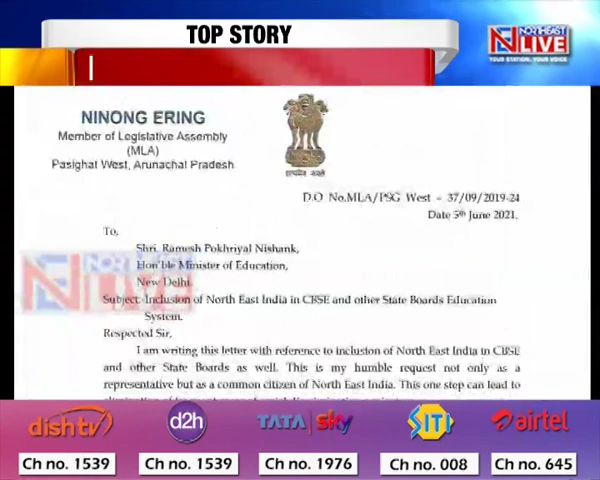 TOP STORY
NORTHEAST
LIVE
YOUR STATION, YOUR VOICE
NINONG ERING
Member of Legislative Assembly
(MLA)
Pasighat West, Arunachal Pradesh
सत्यमेव जयते
D.O No.MLA/PSG West – 37/09/2019-24
Date 5th June 2021.
To,
Shri. Ramesh Pokhriyal Nishank,
Hon'ble Minister of Education,
New Delhi.
Subject:-Inclusion of North East India in CBSE and other State Boards Education
System.
Respected Sir,
I am writing this letter with reference to inclusion of North East India in CBSE
and other State Boards as well. This is my humble request not only as a
representative but as a common citizen of North East India. This one step can lead to
NORTHEAST
LIVE
dishtv
d2h
TATA sky
SITI
airtel
Ch no. 1539
Ch no. 1539
Ch no. 1976
Ch no. 008
Ch no. 645